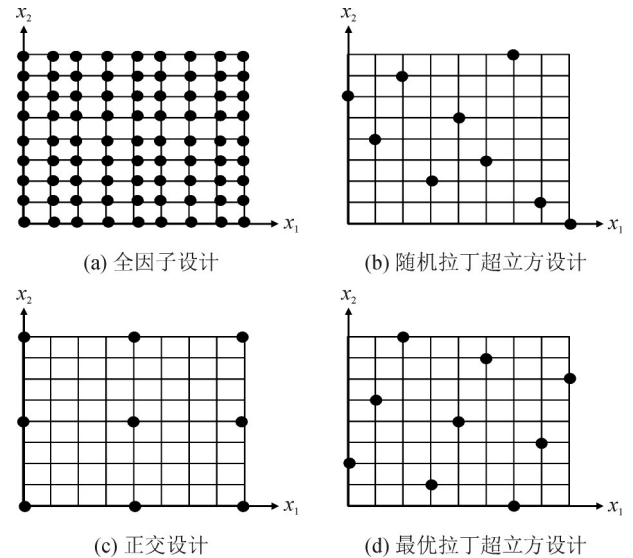 x₂
x₁
(a) 全因子设计
x₂
x₁
(b) 随机拉丁超立方设计
x₂
x₁
(c) 正交设计
x₂
x₁
(d) 最优拉丁超立方设计